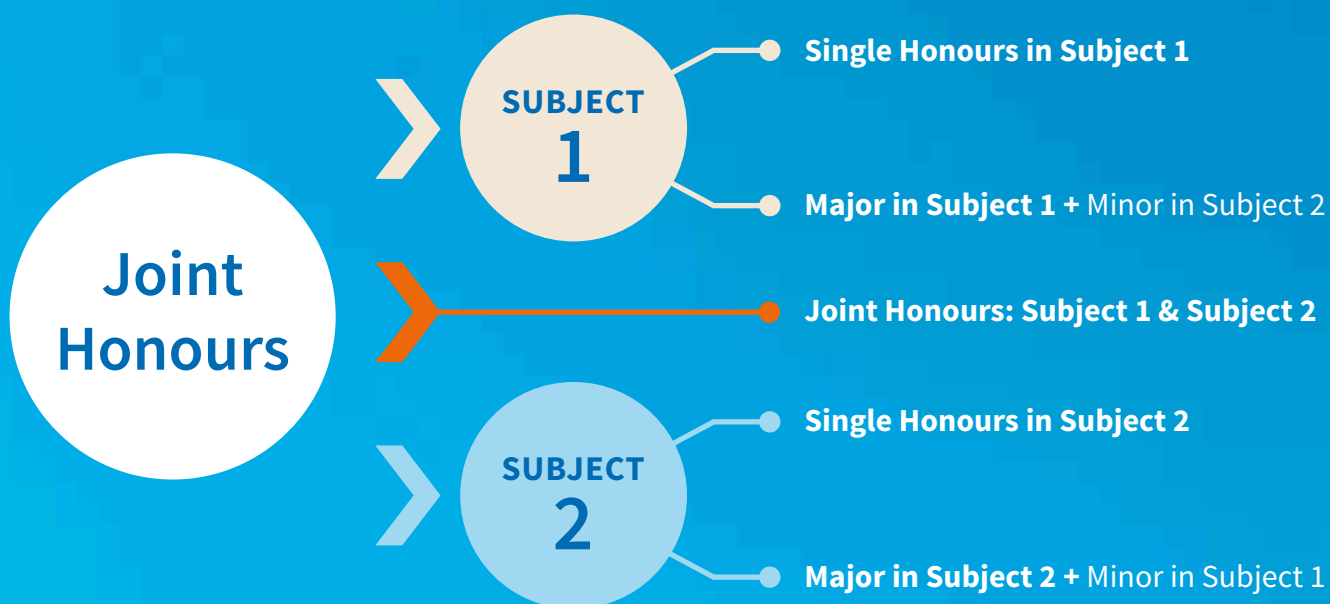 Joint
Honours
SUBJECT
1
Single Honours in Subject 1
Major in Subject 1 + Minor in Subject 2
Joint Honours: Subject 1 & Subject 2
SUBJECT
2
Single Honours in Subject 2
Major in Subject 2 + Minor in Subject 1